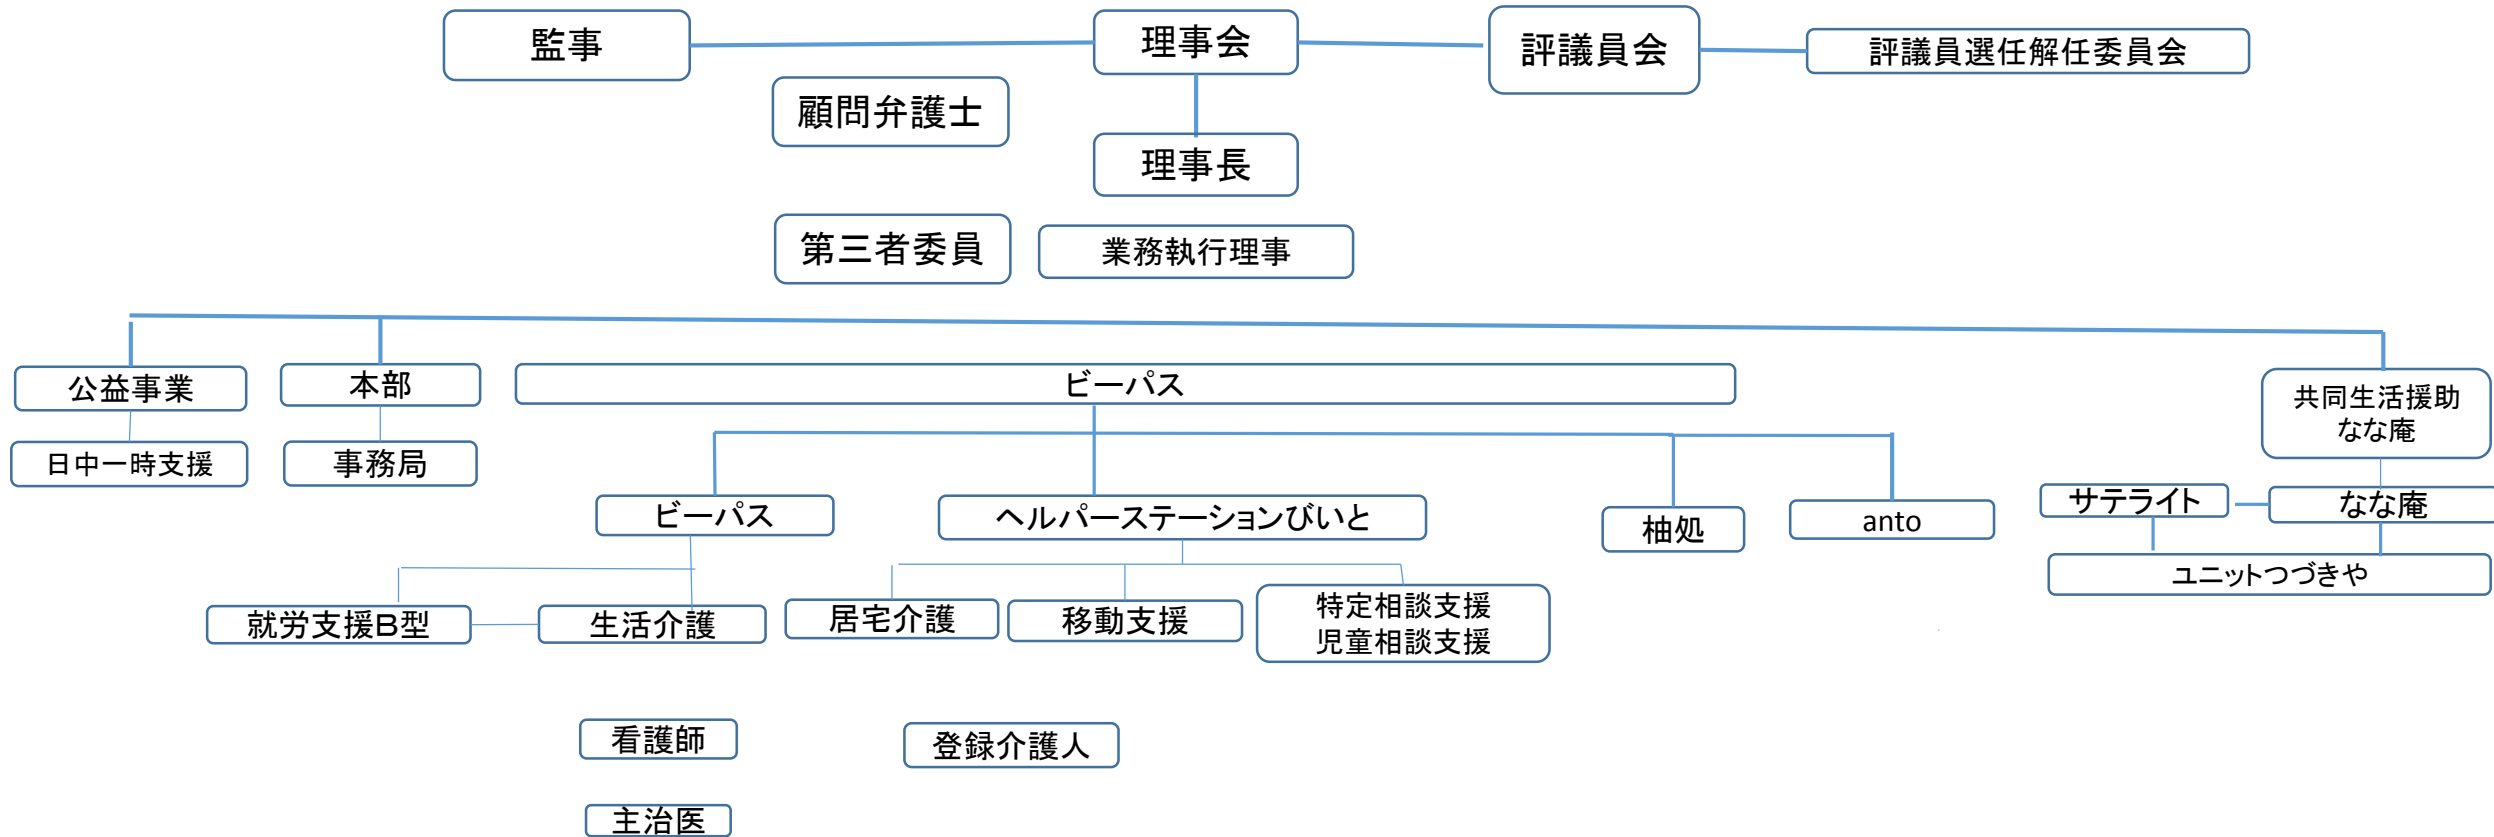 監事
理事会
評議員会
評議員選任解任委員会
顧問弁護士
理事長
第三者委員
業務執行理事
公益事業
本部
ビーパス
共同生活援助
なな庵
日中一時支援
事務局
ビーパス
ヘルパーステーションびいと
柚処
anto
サテライト
なな庵
ユニットつづきや
就労支援B型
生活介護
居宅介護
移動支援
特定相談支援
児童相談支援
看護師
登録介護人
主治医